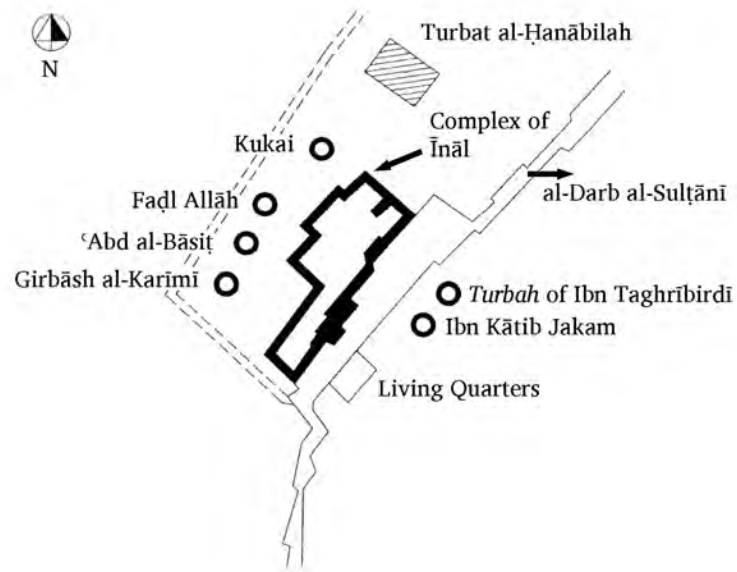 N
Turbat al-Ḥanābilah
Complex of
Īnāl
Kukai
al-Darb al-Sulṭānī
Faḍl Allāh
ʿAbd al-Bāsiṭ
Girbāsh al-Karīmī
Turbah of Ibn Taghrībirdī
Ibn Kātib Jakam
Living Quarters